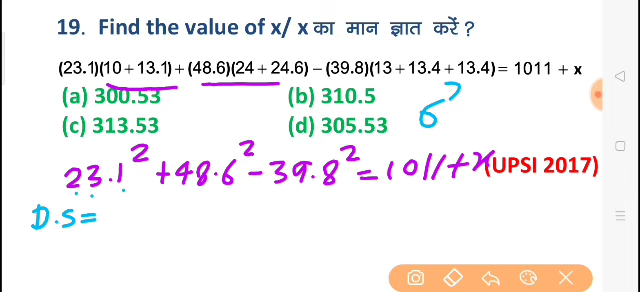 19. Find the value of x/ x का मान ज्ञात करें ?
(23.1)(10 + 13.1) + (48.6)(24 + 24.6) – (39.8)(13 + 13.4 + 13.4) = 1011 + x
(a) 300.53 (b) 310.5
(c) 313.53 (d) 305.53
23.1² + 48.6² - 39.8² = 1011 + x (UPSI 2017)
D.S =